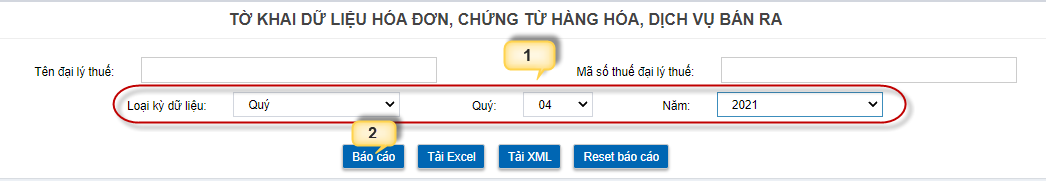 TỜ KHAI DỮ LIỆU HÓA ĐƠN, CHỨNG TỪ HÀNG HÓA, DỊCH VỤ BÁN RA
1
Tên đại lý thuế: Mã số thuế đại lý thuế:
Loại kỳ dữ liệu: Quý Quý: 04 Năm: 2021
2
Báo cáo Tải Excel Tải XML Reset báo cáo